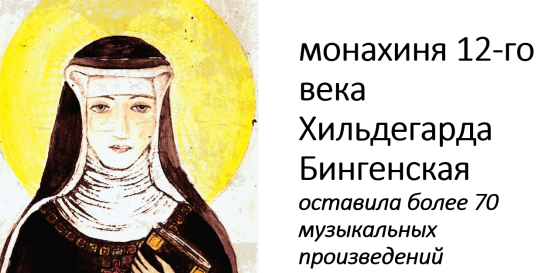 монахиня 12-го
века
Хильдегарда
Бингенская
оставила более 70
музыкальных
произведений